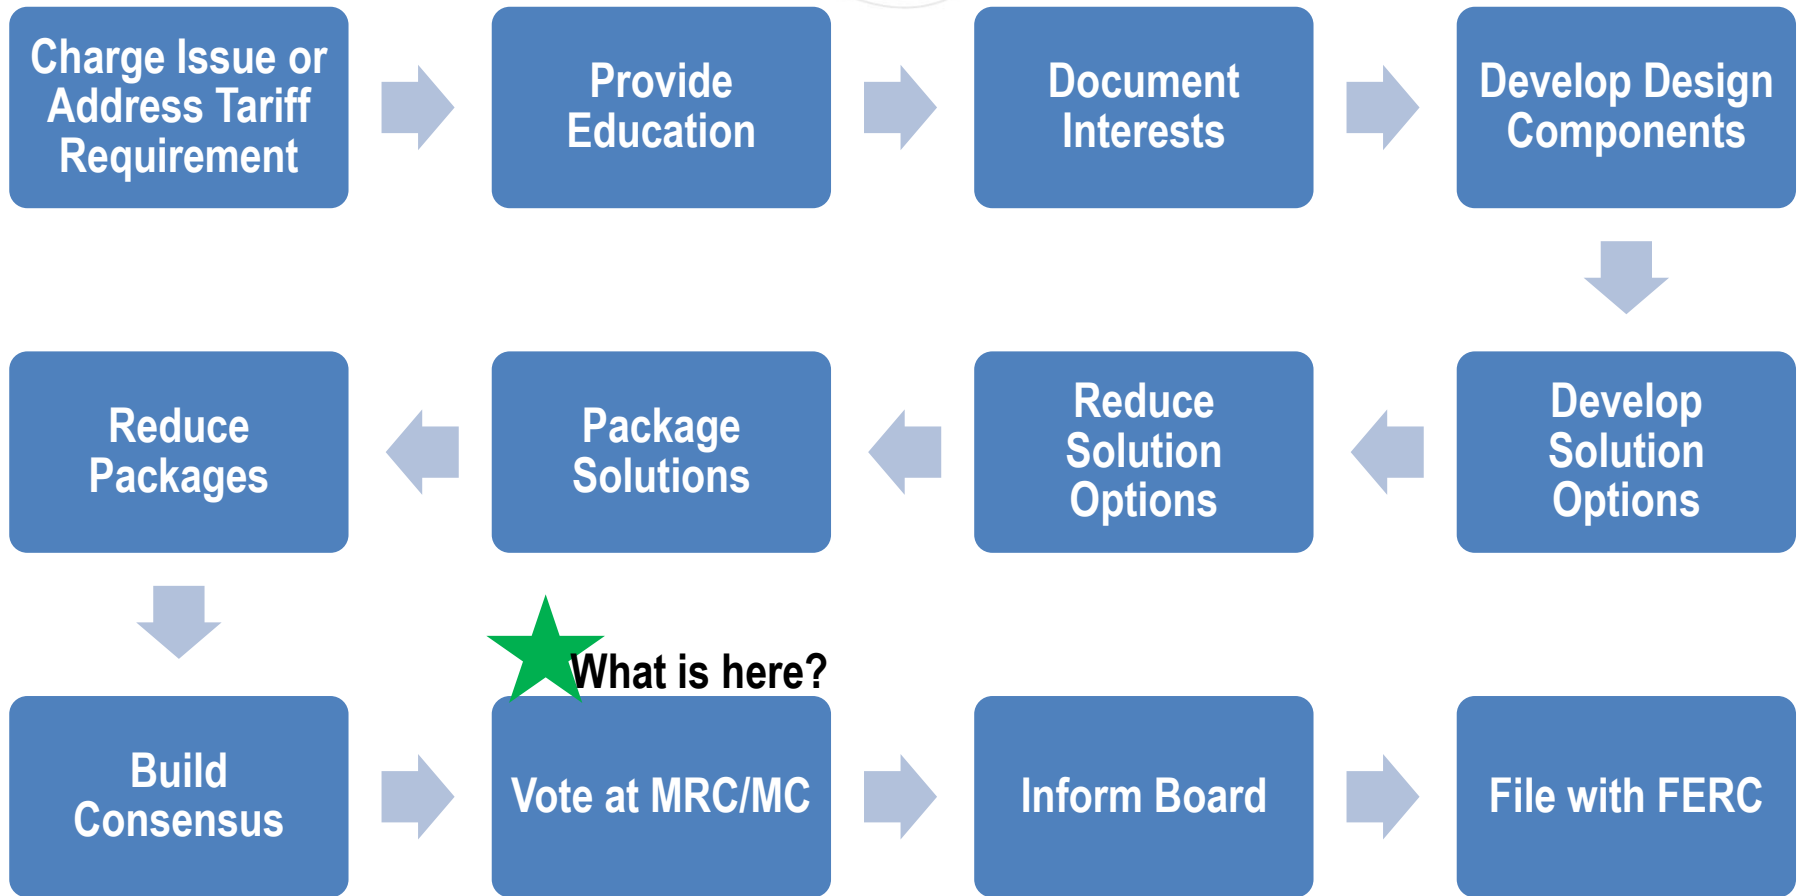 Charge Issue or
Address Tariff
Requirement
Provide
Education
Document
Interests
Develop Design
Components
Develop
Solution
Options
Reduce
Solution
Options
Package
Solutions
Reduce
Packages
Build
Consensus
What is here?
Vote at MRC/MC
Inform Board
File with FERC